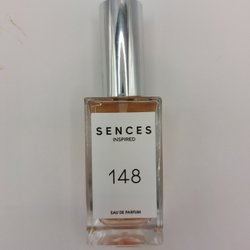 SENCES
INSPIRED
148
EAU DE PARFUM